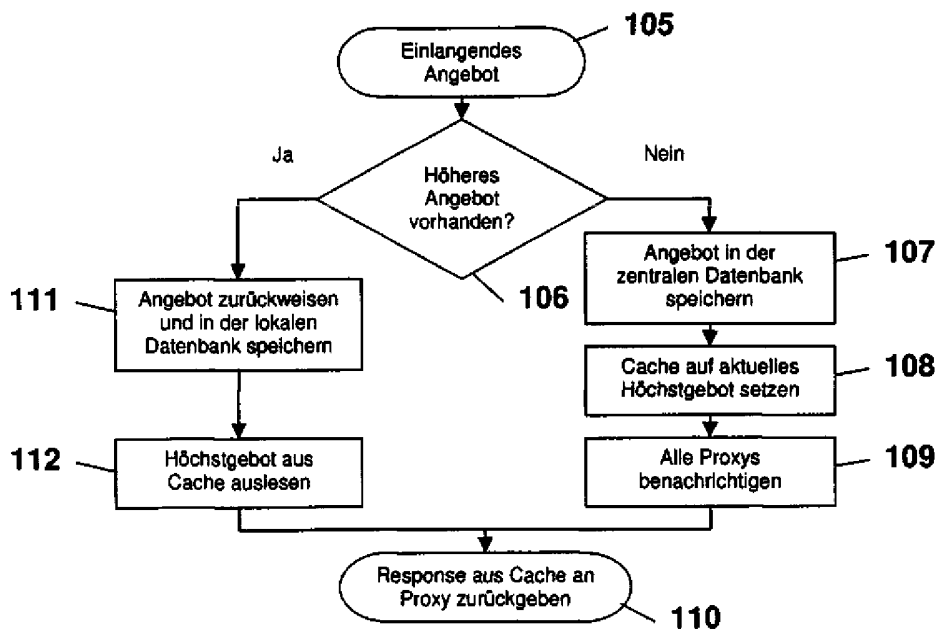 105
Einlangendes
Angebot
Ja
Nein
Höheres
Angebot
vorhanden?
106
Angebot in der
zentralen Datenbank
speichern
107
111
Angebot zurückweisen
und in der lokalen
Datenbank speichern
Cache auf aktuelles
Höchstgebot setzen
108
112
Höchstgebot aus
Cache auslesen
Alle Proxys
benachrichtigen
109
Response aus Cache an
Proxy zurückgeben
110